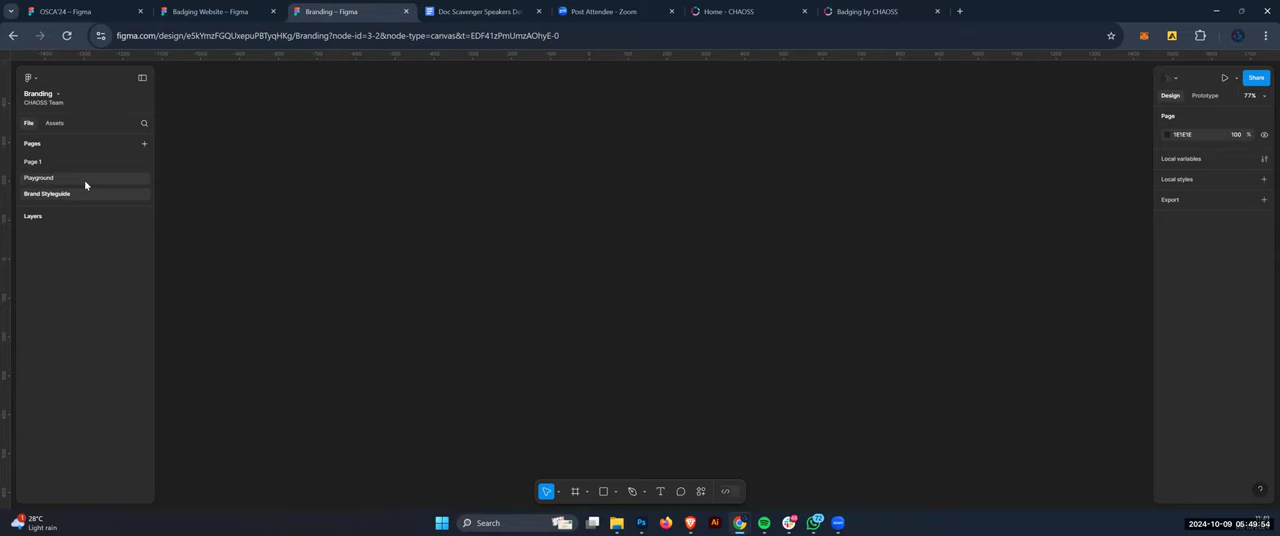 OSCA'24 – Figma
Badging Website – Figma
Branding – Figma
Doc Scavenger Speakers De
Post Attendee - Zoom
Home - CHAOSS
Badging by CHAOSS
figma.com/design/e5kYmzFGQUxepuPBTyqHKg/Branding?node-id=3-2&node-type=canvas&t=EDF41zPmUmzAOhyE-0
Branding
CHAOSS Team
File Assets
Pages
Page 1
Playground
Brand Styleguide
Layers
Share
Design Prototype 77%
Page
1E1E1E 100 %
Local variables
Local styles
Export
28°C
Light rain
Search
2024-10-09 05:49:54